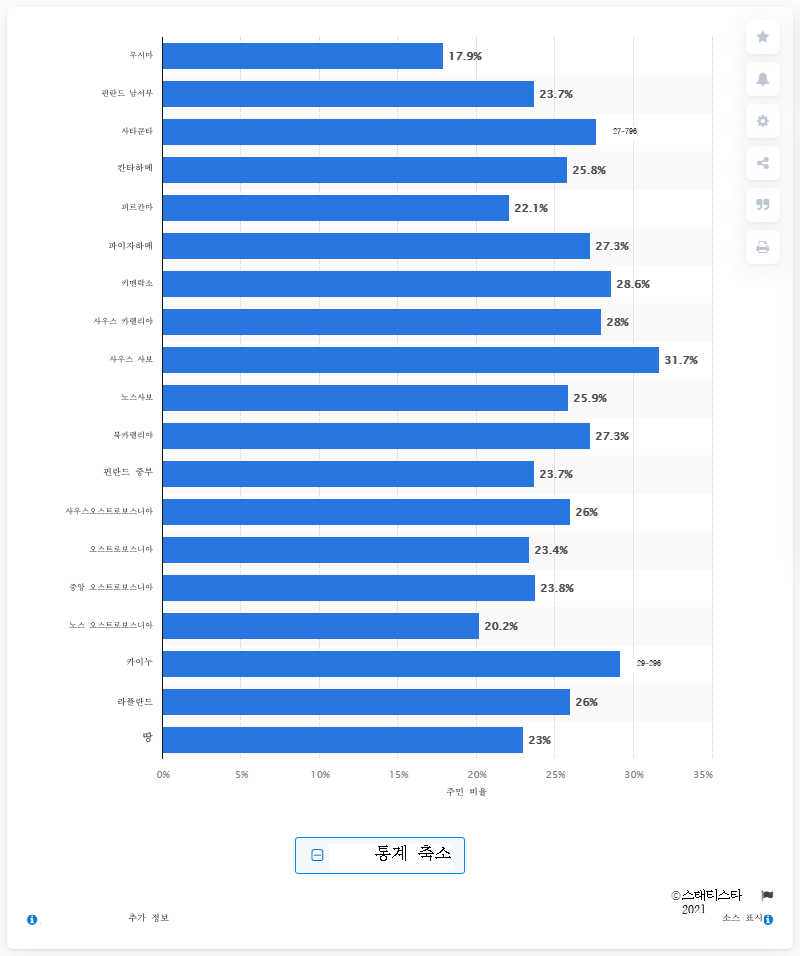 우시마 17.9%
핀란드 남서부 23.7%
사타쿤타 27-796
칸타하메 25.8%
피르칸마 22.1%
파이자하메 27.3%
키멘락소 28.6%
사우스 카렐리아 28%
사우스 사보 31.7%
노스사보 25.9%
북카렐리아 27.3%
핀란드 중부 23.7%
사우스오스트로보스니아 26%
오스트로보스니아 23.4%
중앙 오스트로보스니아 23.8%
노스 오스트로보스니아 20.2%
카이누 29-296
라플란드 26%
땅 23%
0% 5% 10% 15% 20% 25% 30% 35%
주민 비율
통계 축소
©스태티스타
2021
추가 정보 소스 표시